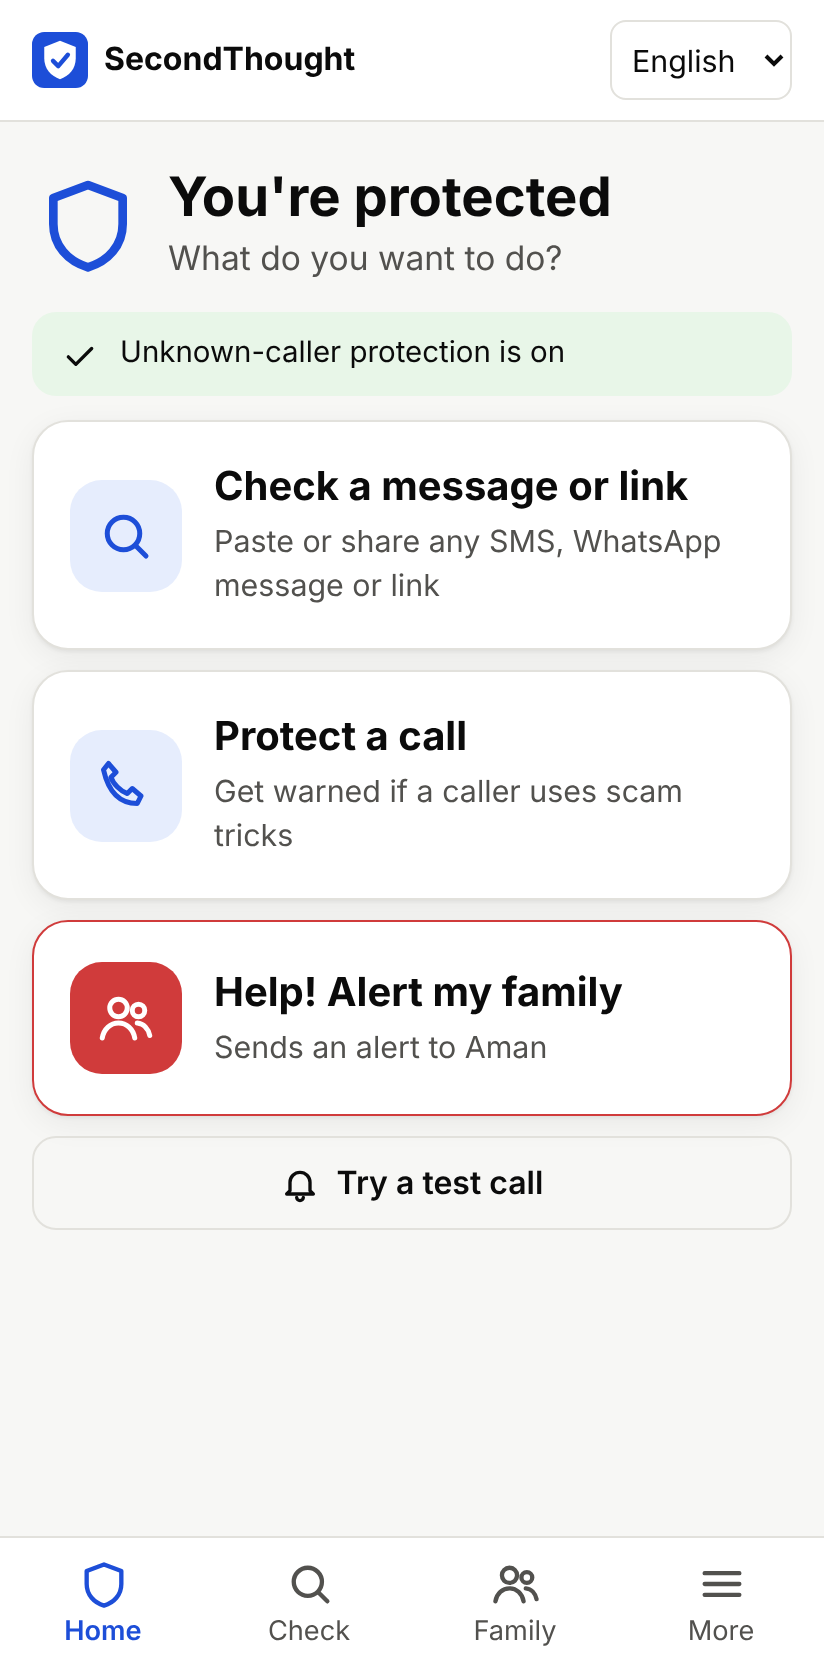 SecondThought
English
You're protected
What do you want to do?
Unknown-caller protection is on
Check a message or link
Paste or share any SMS, WhatsApp
message or link
Protect a call
Get warned if a caller uses scam
tricks
Help! Alert my family
Sends an alert to Aman
Try a test call
Home
Check
Family
More